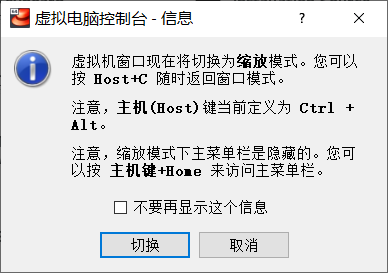 虚拟电脑控制台 - 信息
虚拟机窗口现在将切换为缩放模式。您可以
按 Host+C 随时返回窗口模式。
注意，主机(Host)键当前定义为 Ctrl +
Alt。
注意，缩放模式下主菜单栏是隐藏的。您可
以按 主机键+Home 来访问主菜单栏。
不要再显示这个信息
切换
取消